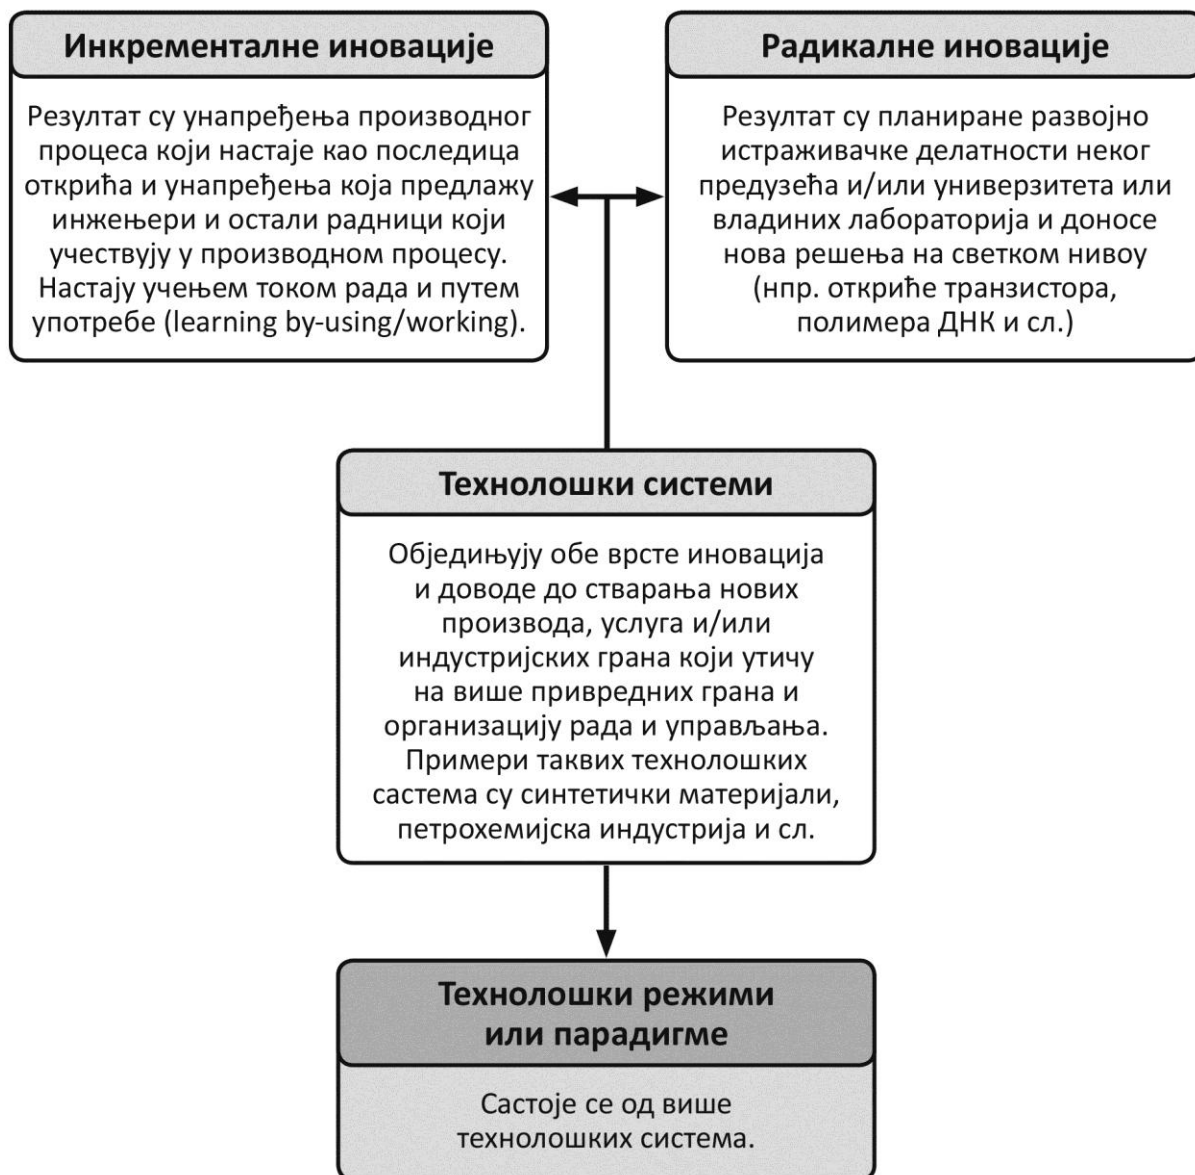 Инкременталне иновације
Резултат су унапређења производног
процеса који настаје као последица
открића и унапређења која предлажу
инжењери и остали радници који
учествују у производном процесу.
Настају учењем током рада и путем
употребе (learning by-using/working).
Радикалне иновације
Резултат су планиране развојно
истраживачке делатности неког
предузећа и/или универзитета или
владиних лабораторија и доносе
нова решења на светком нивоу
(нпр. откриће транзистора,
полимера ДНК и сл.)
Технолошки системи
Обједињују обе врсте иновација
и доводе до стварања нових
производа, услуга и/или
индустријских грана који утичу
на више привредних грана и
организацију рада и управљања.
Примери таквих технолошких
састема су синтетички материјали,
петрохемијска индустрија и сл.
Технолошки режими
или парадигме
Састоје се од више
технолошких система.